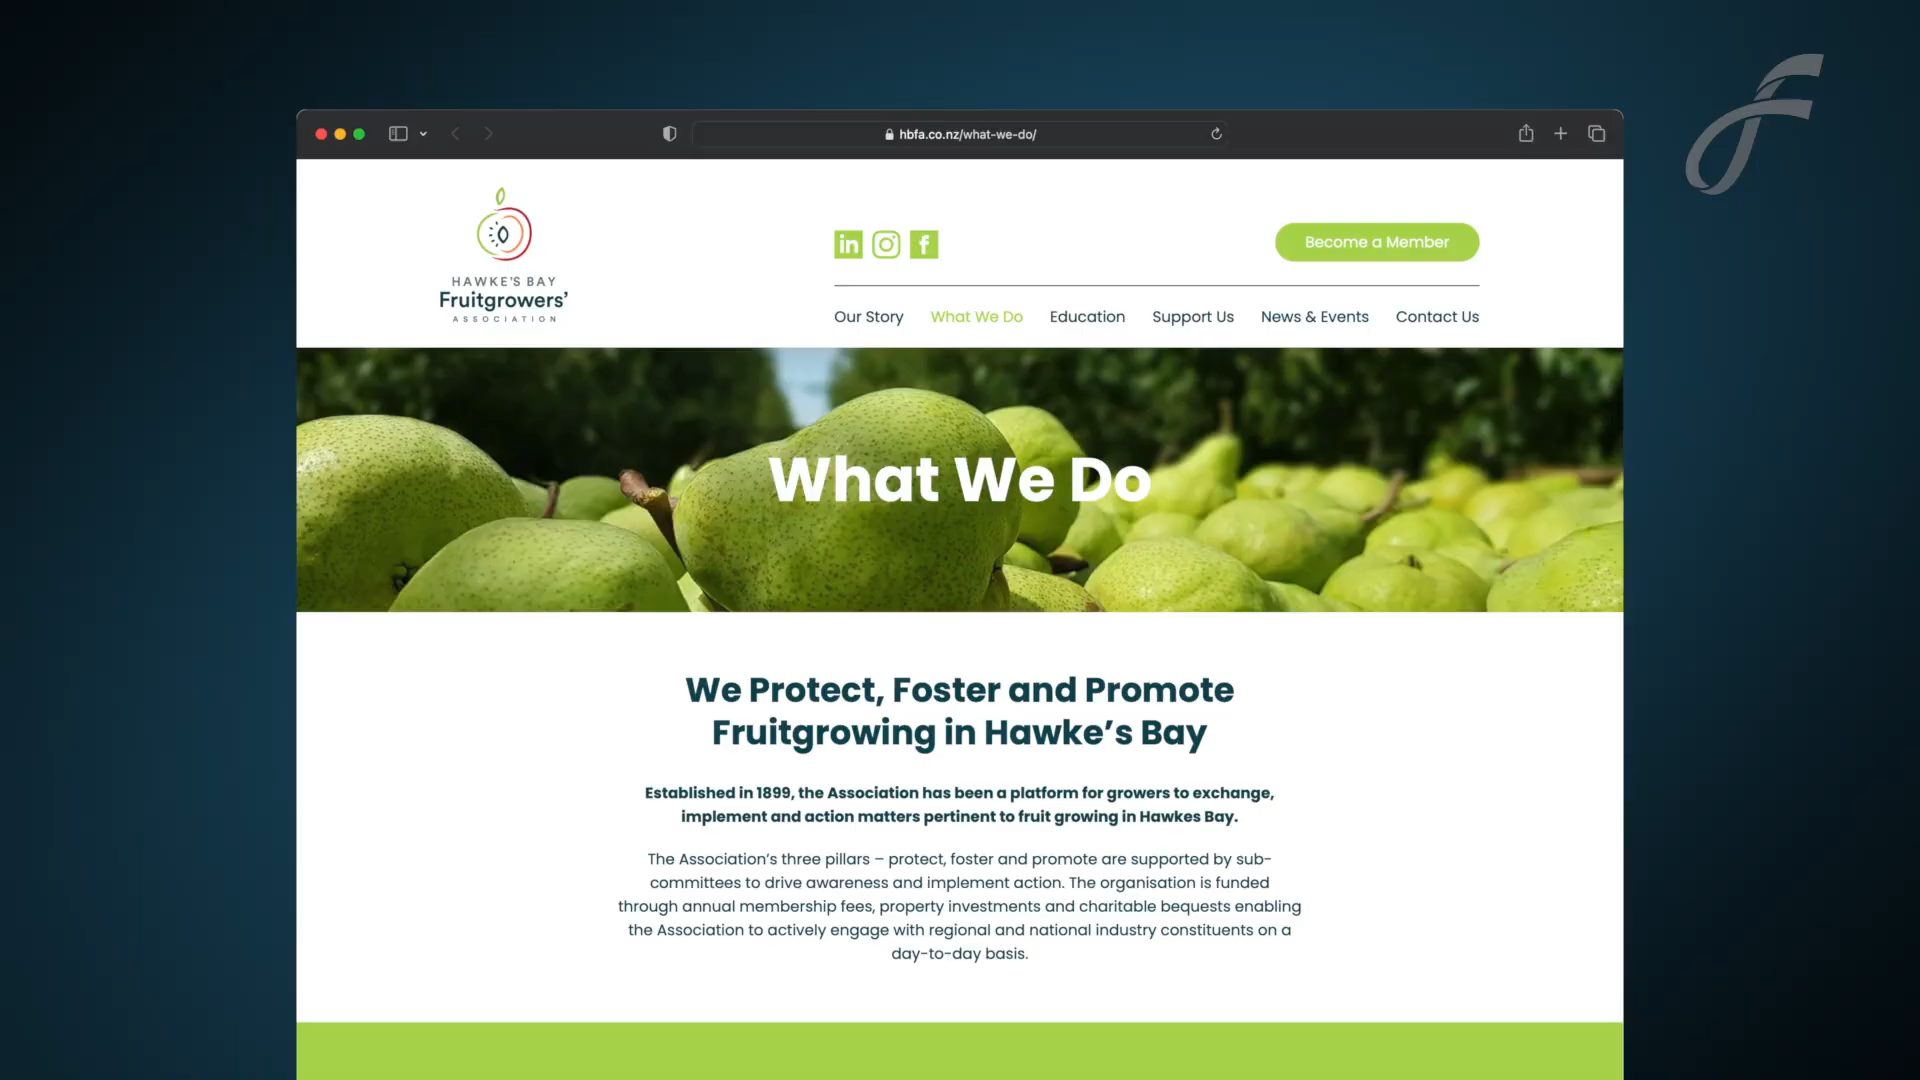 hbfa.co.nz/what-we-do/
HAWKE'S BAY
Fruitgrowers'
ASSOCIATION
in
f
Become a Member
Our Story
What We Do
Education
Support Us
News & Events
Contact Us
What We Do
We Protect, Foster and Promote
Fruitgrowing in Hawke's Bay
Established in 1899, the Association has been a platform for growers to exchange,
implement and action matters pertinent to fruit growing in Hawkes Bay.
The Association's three pillars – protect, foster and promote are supported by sub-
committees to drive awareness and implement action. The organisation is funded
through annual membership fees, property investments and charitable bequests enabling
the Association to actively engage with regional and national industry constituents on a
day-to-day basis.